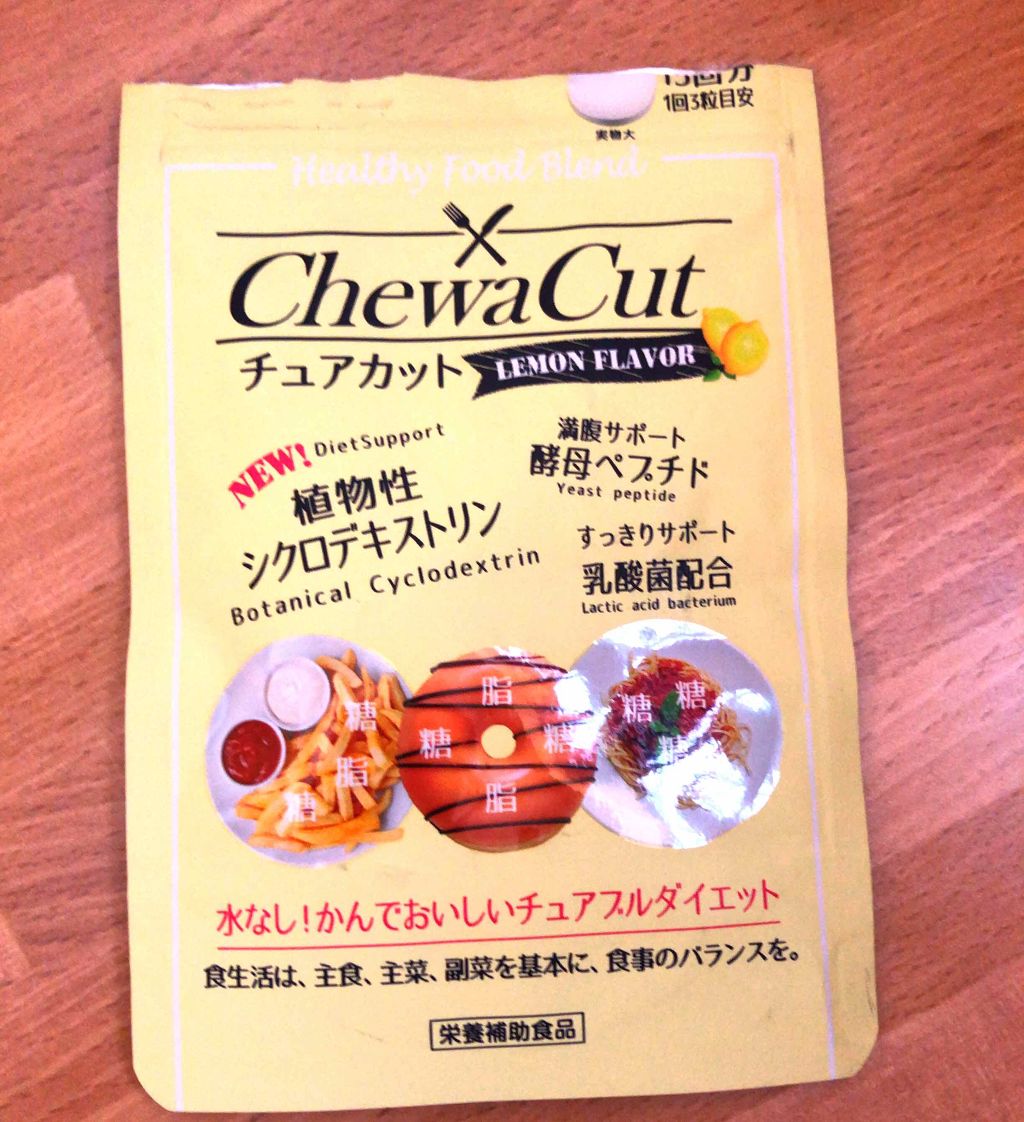 15回分
1回3粒目安
実物大
Healthy Food Blend
ChewaCut
チュアカット
LEMON FLAVOR
NEW! DietSupport
植物性
シクロデキストリン
Botanical Cyclodextrin
満腹サポート
酵母ペプチド
Yeast peptide
すっきりサポート
乳酸菌配合
Lactic acid bacterium
糖
脂
糖
脂
糖
糖
脂
糖
糖
糖
水なし!かんでおいしいチュアブルダイエット
食生活は、主食、主菜、副菜を基本に、食事のバランスを。
栄養補助食品